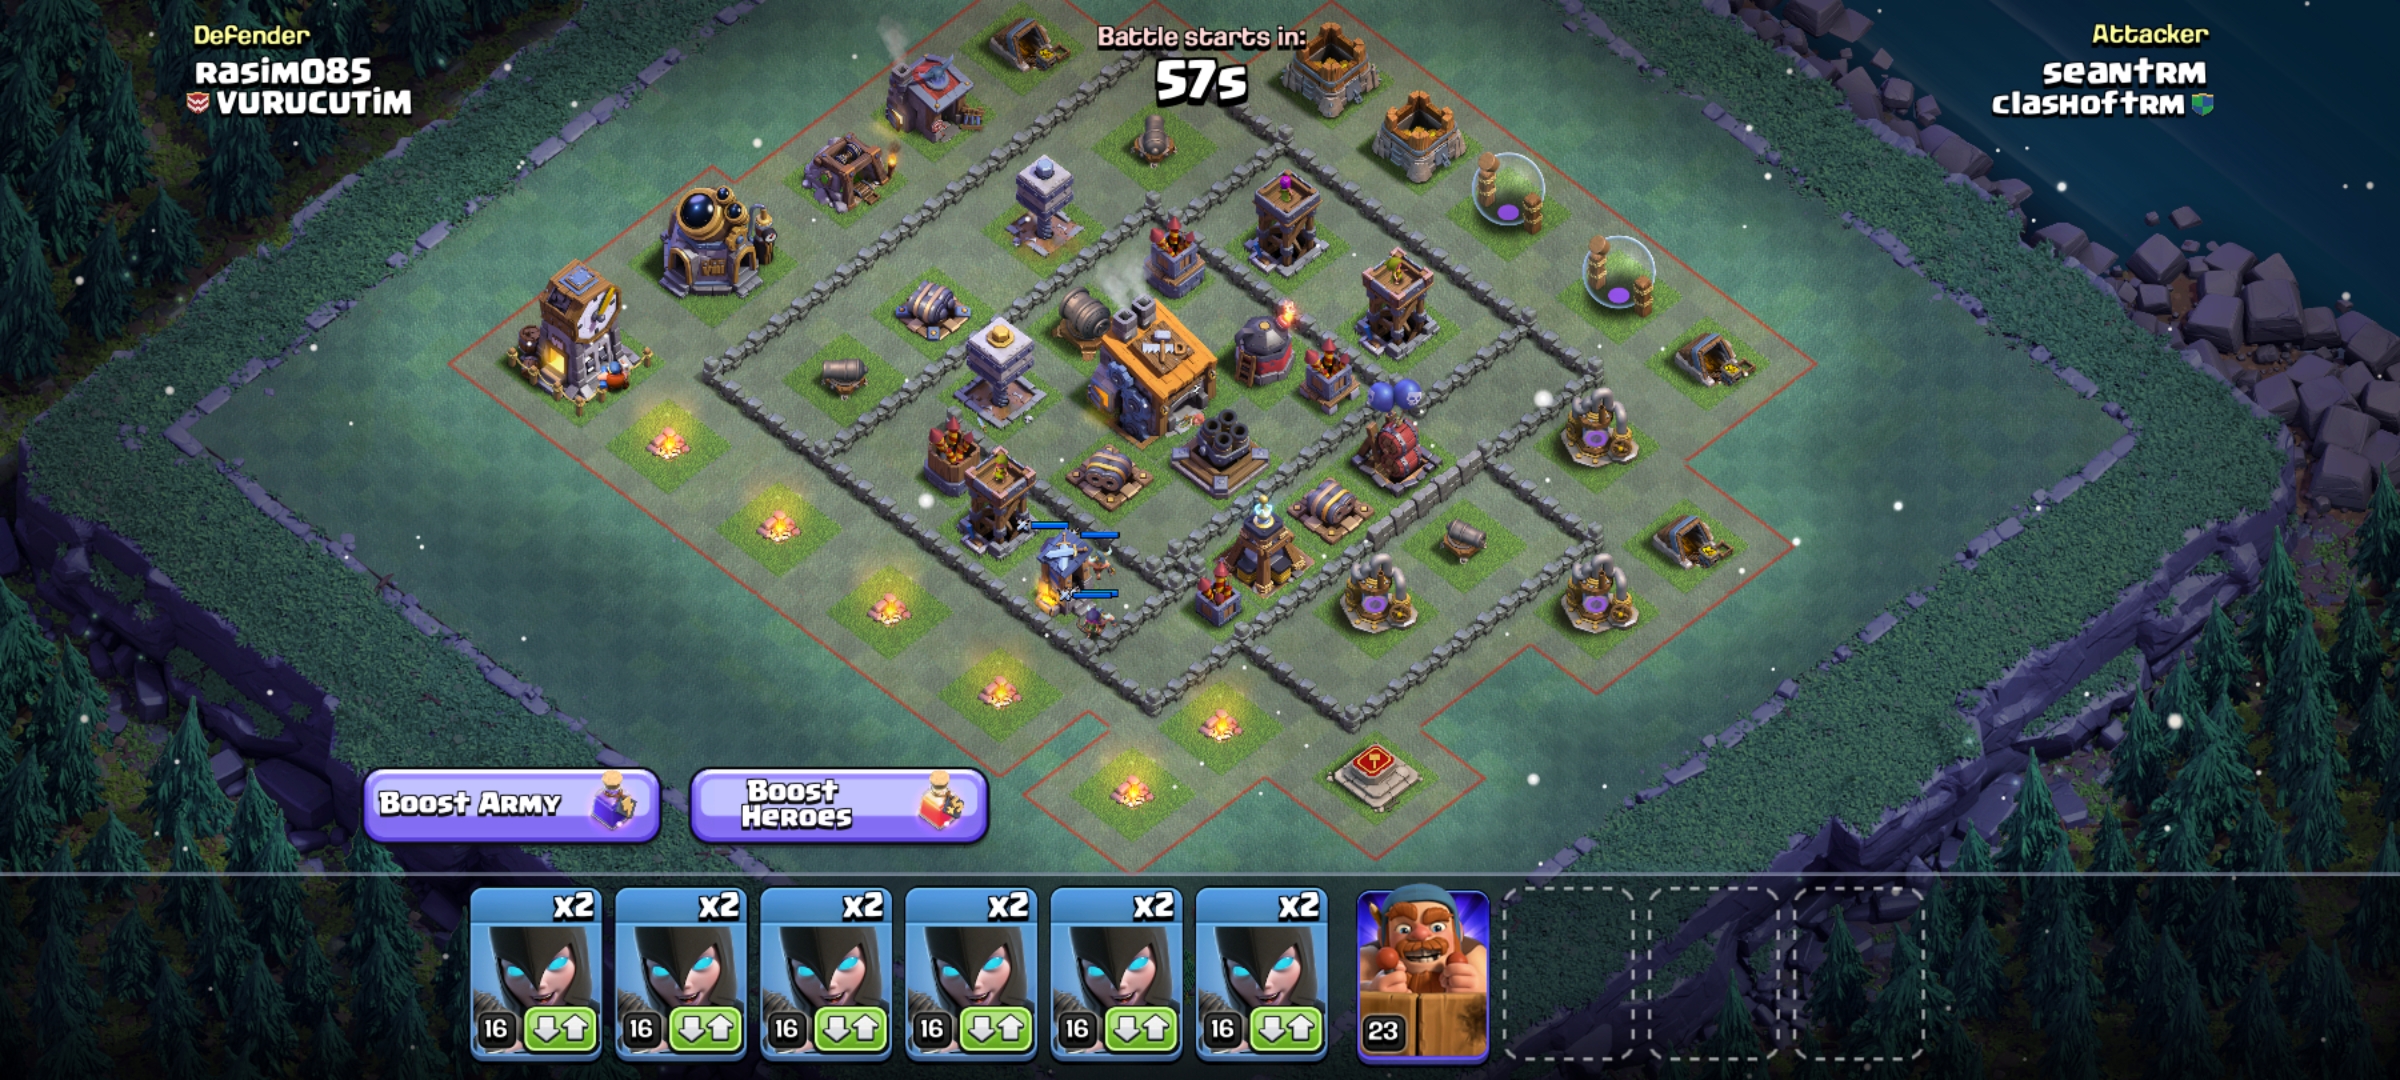 Defender
Rasim085
VURUCUTiM
Battle starts in:
57s
Attacker
seantRM
clashoftRM
Boost Army
Boost
Heroes
x2 x2 x2 x2 x2 x2
16 16 16 16 16 16 23